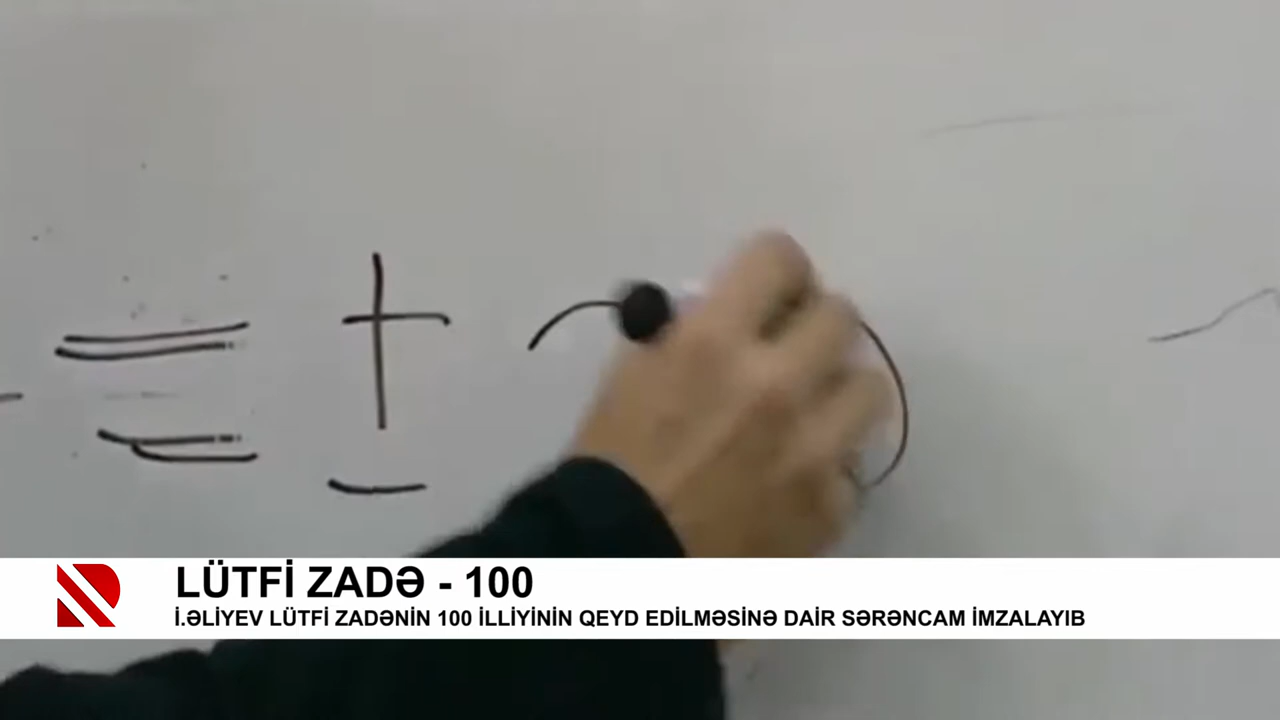 LÜTFİ ZADƏ - 100
İ.ƏLİYEV LÜTFİ ZADƏNİN 100 İLLİYİNİN QEYD EDİLMƏSİNƏ DAİR SƏRƏNCAM İMZALAYIB